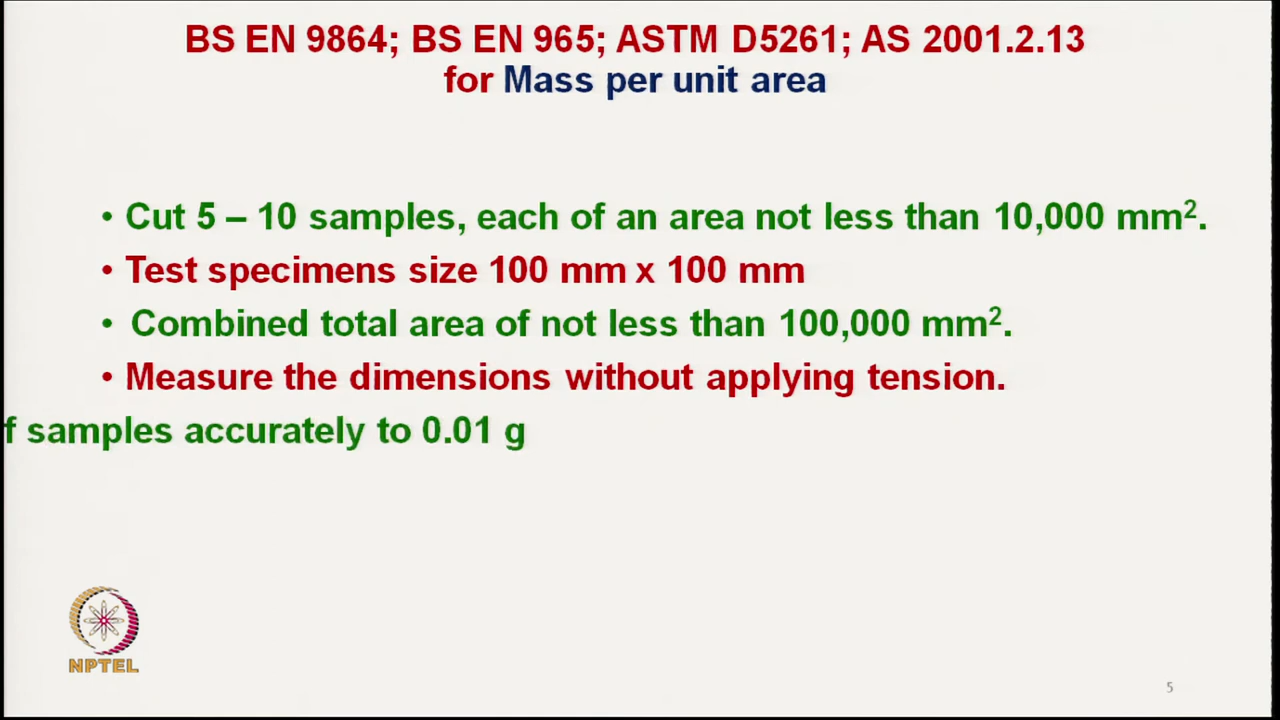 BS EN 9864; BS EN 965; ASTM D5261; AS 2001.2.13
for Mass per unit area
• Cut 5 – 10 samples, each of an area not less than 10,000 mm².
• Test specimens size 100 mm x 100 mm
• Combined total area of not less than 100,000 mm².
• Measure the dimensions without applying tension.
f samples accurately to 0.01 g
NPTEL
5